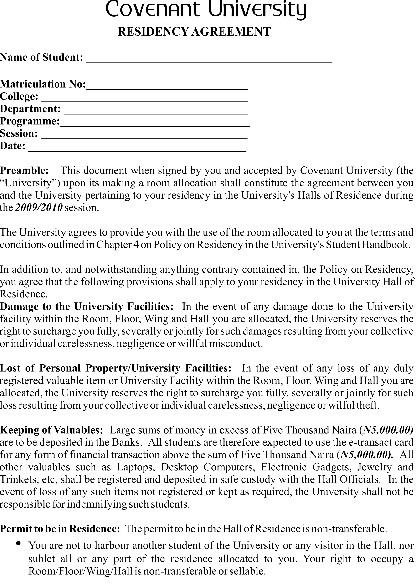 Covenant University
RESIDENCY AGREEMENT
Name of Student:
Matriculation No:
College:
Department:
Programme:
Session:
Date:
Preamble: This document when signed by you and accepted by Covenant University (the
"University") upon its making a room allocation shall constitute the agreement between you
and the University pertaining to your residency in the University's Halls of Residence during
the 2009/2010 session.
The University agrees to provide you with the use of the room allocated to you at the terms and
conditions outlined in Chapter 4 on Policy on Residency in the University's Student Handbook.
In addition to, and notwithstanding anything contrary contained in, the Policy on Residency,
you agree that the following provisions shall apply to your residency in the University Hall of
Residence.
Damage to the University Facilities: In the event of any damage done to the University
facility within the Room, Floor, Wing and Hall you are allocated, the University reserves the
right to surcharge you fully, severally or jointly for such damages resulting from your collective
or individual carelessness, negligence or willful misconduct.
Lost of Personal Property/University Facilities: In the event of any loss of any duly
registered valuable item or University Facility within the Room, Floor, Wing and Hall you are
allocated, the University reserves the right to surcharge you fully, severally or jointly for such
loss resulting from your collective or individual carelessness, negligence or wilful theft.
Keeping of Valuables: Large sums of money in excess of Five Thousand Naira (N5,000.00)
are to be deposited in the Banks. All students are therefore expected to use the e-transact card
for any form of financial transaction above the sum of Five Thousand Naira (N5,000.00). All
other valuables such as Laptops, Desktop Computers, Electronic Gadgets, Jewelry and
Trinkets, etc, shall be registered and deposited in safe custody with the Hall Officials. In the
event of loss of any such items not registered or kept as required, the University shall not be
responsible for indemnifying such students.
Permit to be in Residence: The permit to be in the Hall of Residence is non-transferable.
• You are not to harbour another student of the University or any visitor in the Hall, nor
sublet all or any part of the residence allocated to you. Your right to occupy a
Room/Floor/Wing/Hall is non-transferable or sellable.